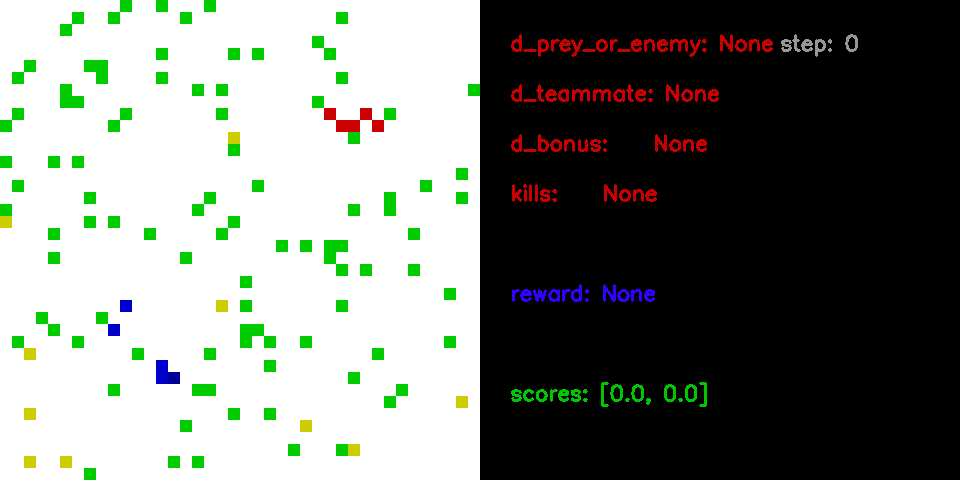 d_prey_or_enemy: None step: 0
d_teammate: None
d_bonus: None
kills: None
reward: None
scores: [0.0, 0.0]